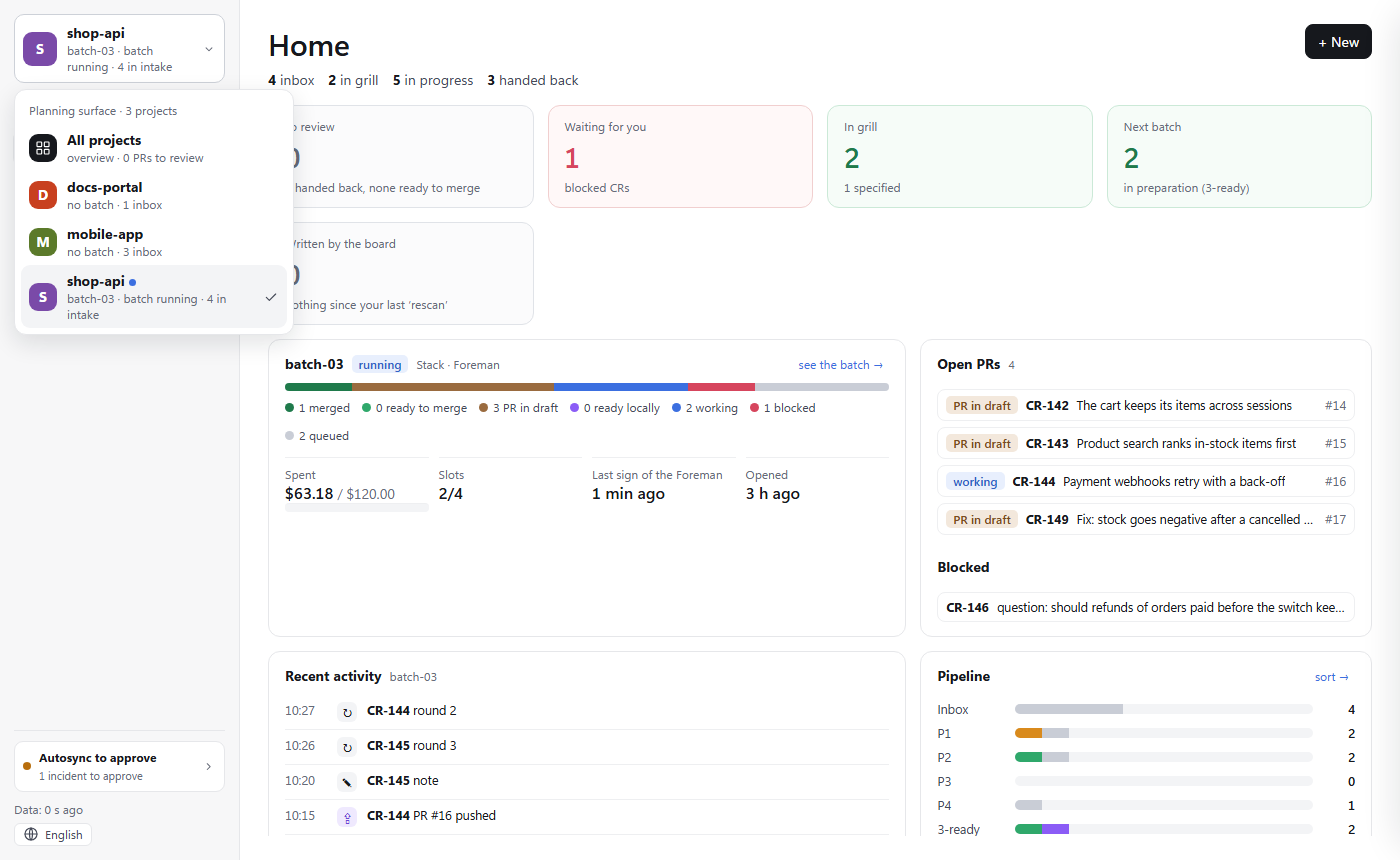 S
shop-api
batch-03 · batch
running · 4 in intake
Planning surface · 3 projects
All projects
overview · 0 PRs to review
D
docs-portal
no batch · 1 inbox
M
mobile-app
no batch · 3 inbox
S
shop-api
batch-03 · batch running · 4 in
intake
Autosync to approve
1 incident to approve
Data: 0 s ago
English
Home
+ New
4 inbox 2 in grill 5 in progress 3 handed back
review
handed back, none ready to merge
Waiting for you
1
blocked CRs
In grill
2
1 specified
Next batch
2
in preparation (3-ready)
by the board
since your last ‘rescan’
batch-03 running Stack · Foreman see the batch →
1 merged 0 ready to merge 3 PR in draft 0 ready locally 2 working 1 blocked
2 queued
Spent
$63.18 / $120.00
Slots
2/4
Last sign of the Foreman
1 min ago
Opened
3 h ago
Open PRs 4
PR in draft CR-142 The cart keeps its items across sessions #14
PR in draft CR-143 Product search ranks in-stock items first #15
working CR-144 Payment webhooks retry with a back-off #16
PR in draft CR-149 Fix: stock goes negative after a cancelled ... #17
Blocked
CR-146 question: should refunds of orders paid before the switch kee...
Recent activity batch-03
10:27 CR-144 round 2
10:26 CR-145 round 3
10:20 CR-145 note
10:15 CR-144 PR #16 pushed
Pipeline sort →
Inbox 4
P1 2
P2 2
P3 0
P4 1
3-ready 2